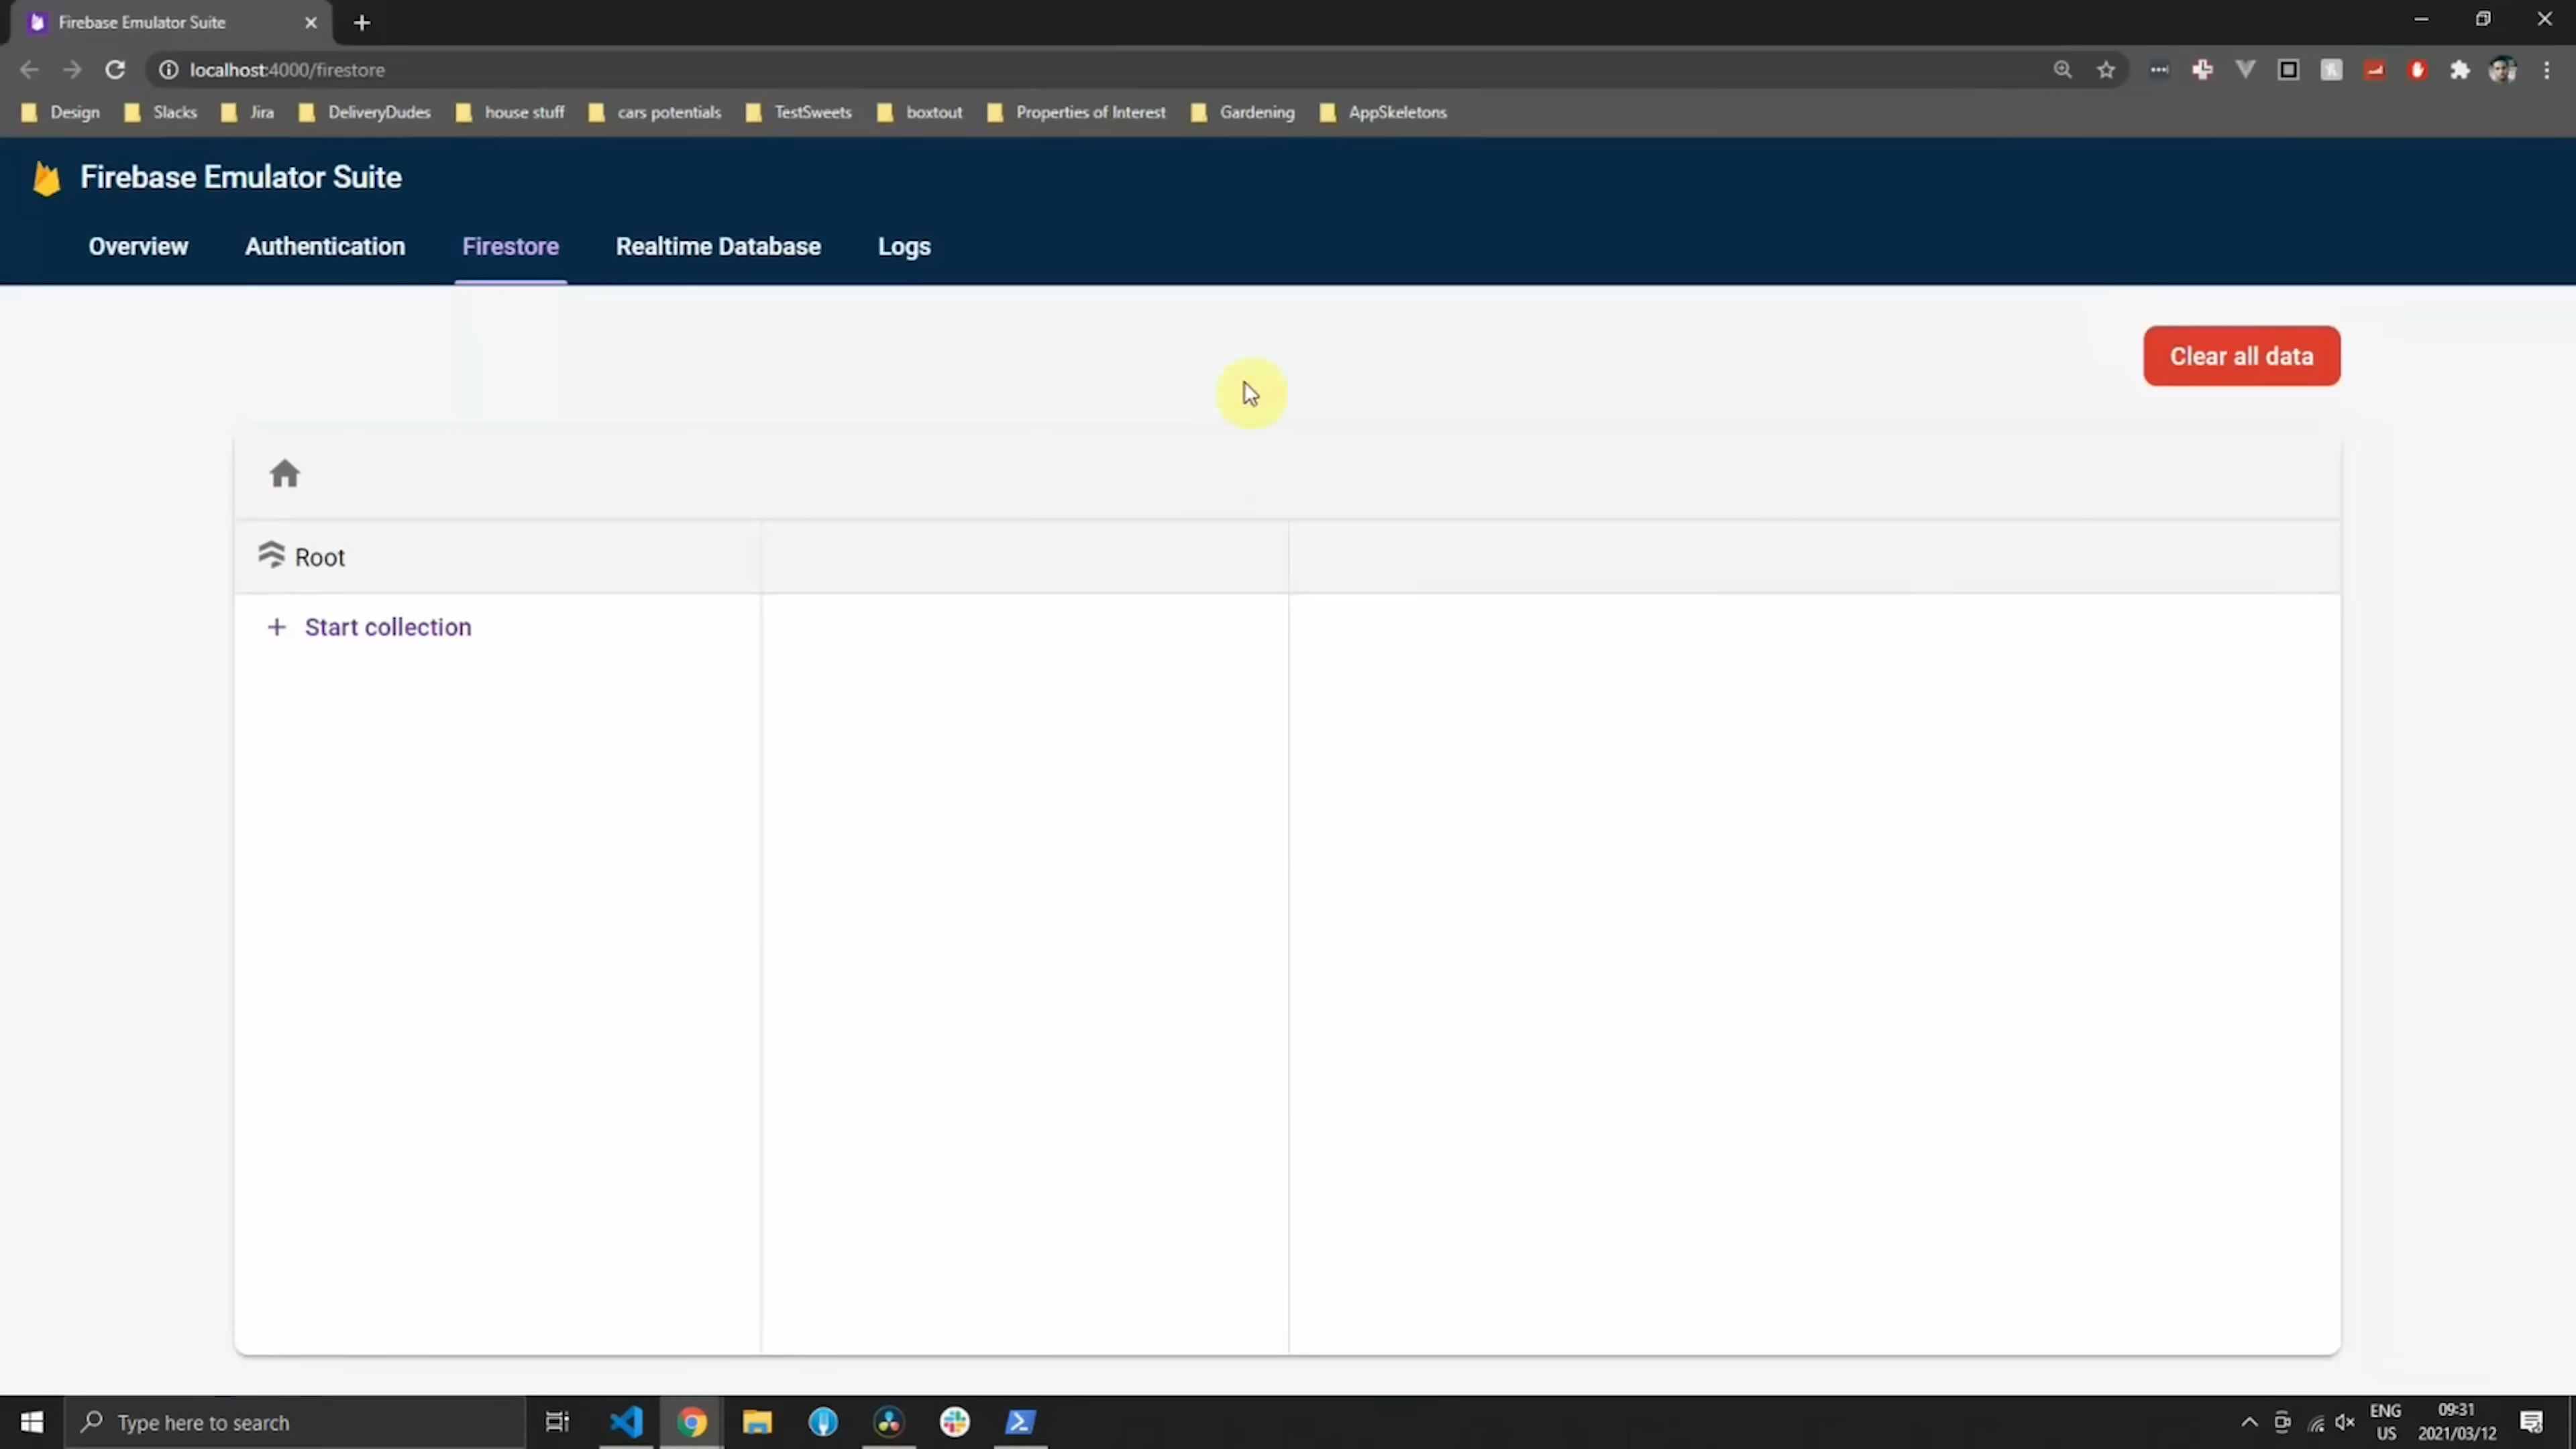 Firebase Emulator Suite
localhost:4000/firestore
Design Slacks Jira DeliveryDudes house stuff cars potentials TestSweets boxtout Properties of Interest Gardening AppSkeletons
Firebase Emulator Suite
Overview Authentication Firestore Realtime Database Logs
Clear all data
Root
+ Start collection
Type here to search
ENG
US
09:31
2021/03/12